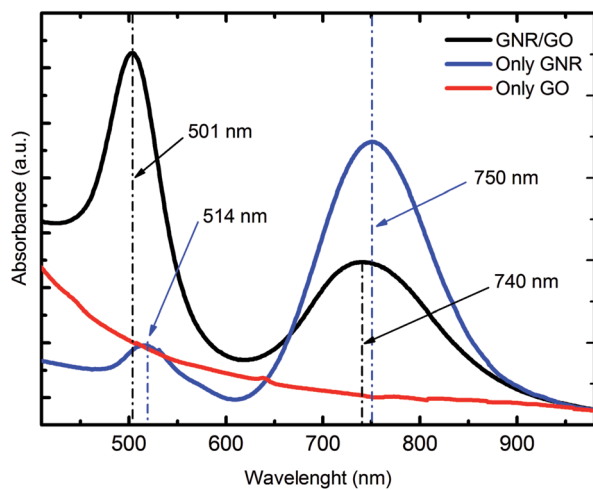 GNR/GO
Only GNR
Only GO
501 nm
514 nm
750 nm
740 nm
Absorbance (a.u.)
500 600 700 800 900
Wavelenght (nm)